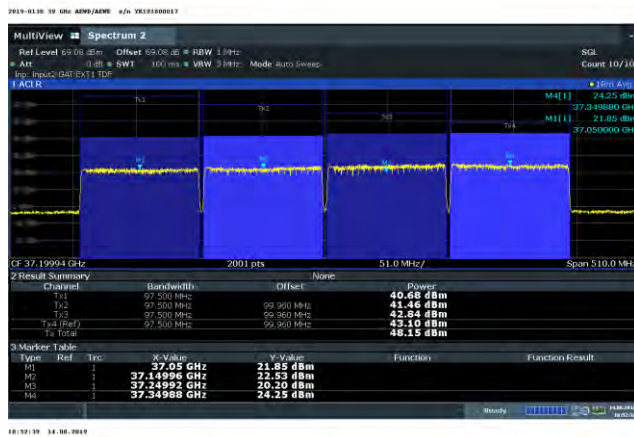 2019-0138 39 GHz AEWD/AEWE s/n YK191800017
MultiView Spectrum 2
Ref Level 69.08 dBm Offset 69.08 dB RBW 1 MHz SGL
Att 0 dB SWT 100 ms VBW 3 MHz Mode Auto Sweep Count 10/10
1 ACLR 1Rm Avg
M4[1] 24.25 dBm
37.349880 GHz
M1[1] 21.85 dBm
37.050000 GHz
Tx1 Tx2 Tx3 Tx4
M1 M2 M3 M4
CF 37.19994 GHz 2001 pts 51.0 MHz/ Span 510.0 MHz
2 Result Summary None
Channel Bandwidth Offset Power
Tx1 97.500 MHz 40.68 dBm
Tx2 97.500 MHz 99.960 MHz 41.46 dBm
Tx3 97.500 MHz 99.960 MHz 42.84 dBm
Tx4 (Ref) 97.500 MHz 99.960 MHz 43.10 dBm
Tx Total 48.15 dBm
3 Marker Table
Type Ref Trc X-Value Y-Value Function Function Result
M1 1 37.05 GHz 21.85 dBm
M2 1 37.14996 GHz 22.53 dBm
M3 1 37.24992 GHz 20.20 dBm
M4 1 37.34988 GHz 24.25 dBm
Ready
10:52:39 14.08.2019